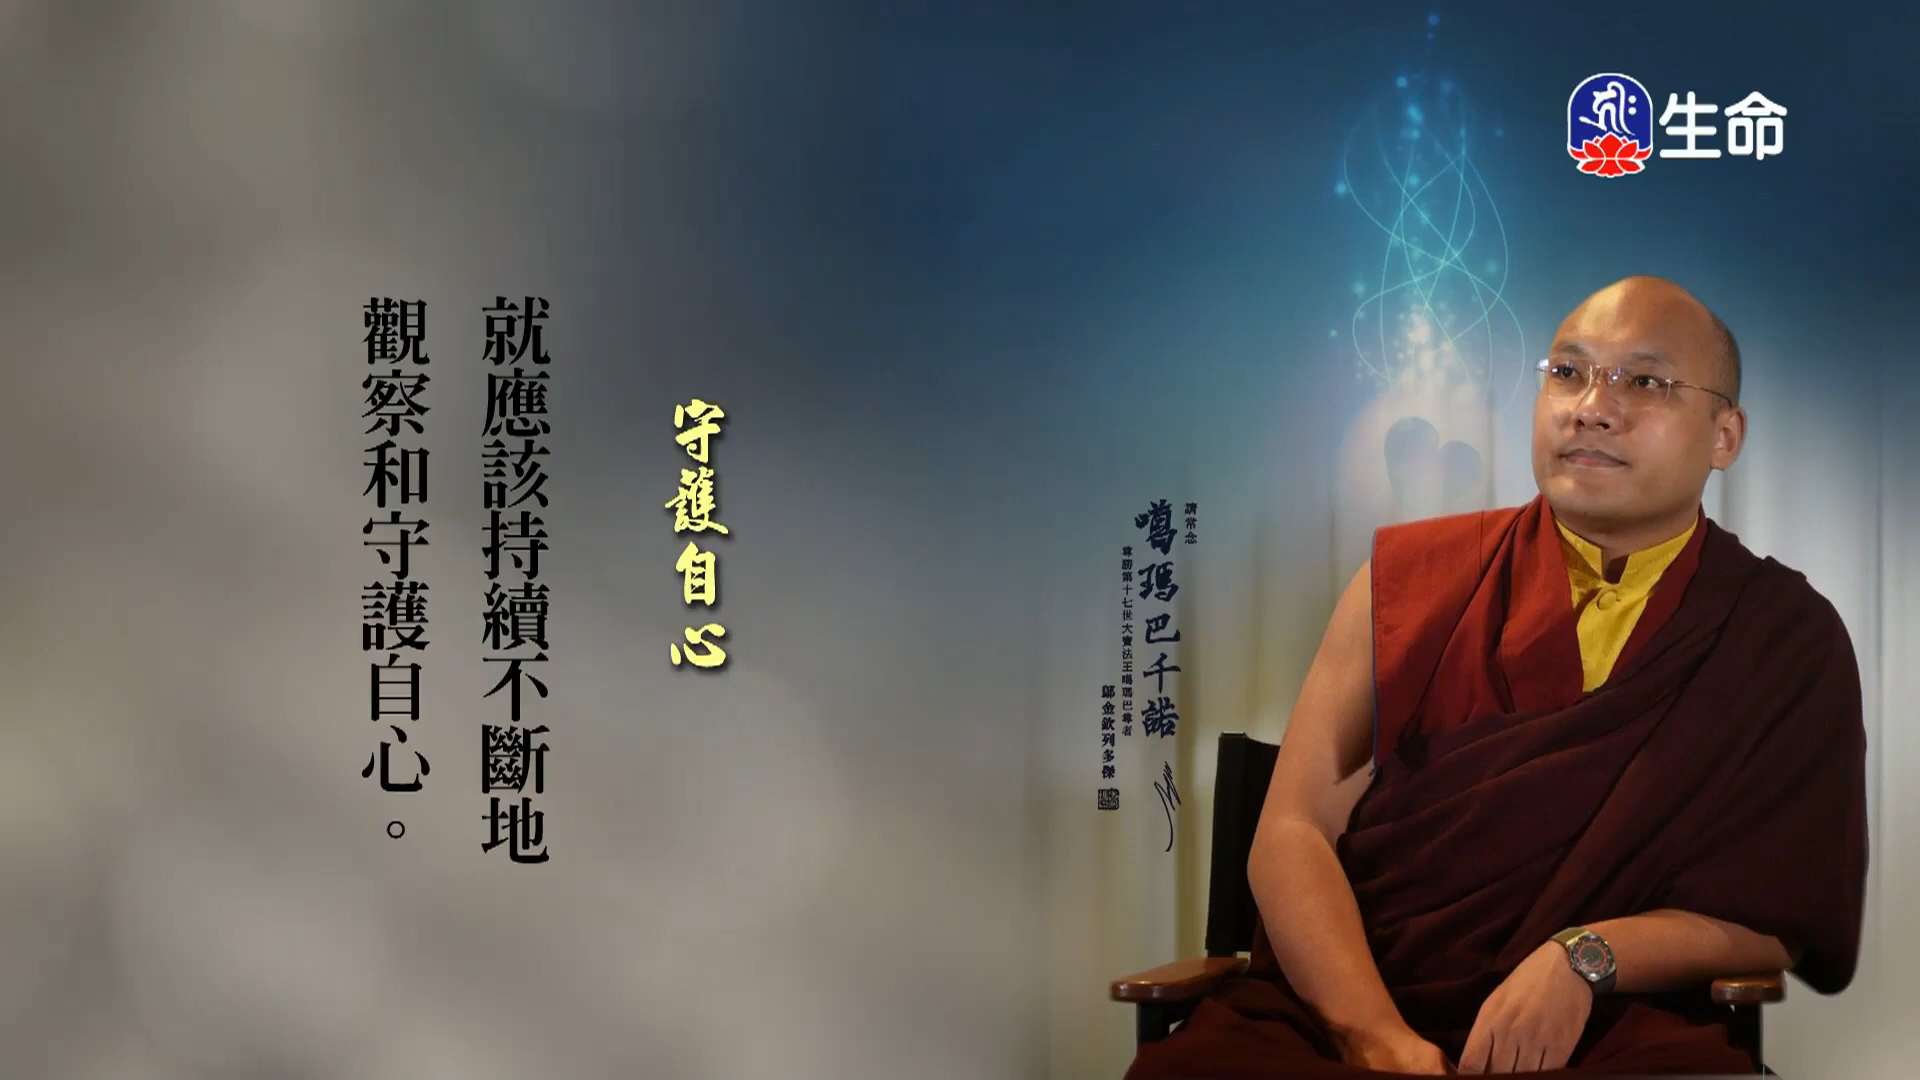 生命
請常念
噶瑪巴千諾
尊勝第十七世大寶法王噶瑪巴尊者
鄔金欽列多傑
守護自心
就應該持續不斷地
觀察和守護自心。